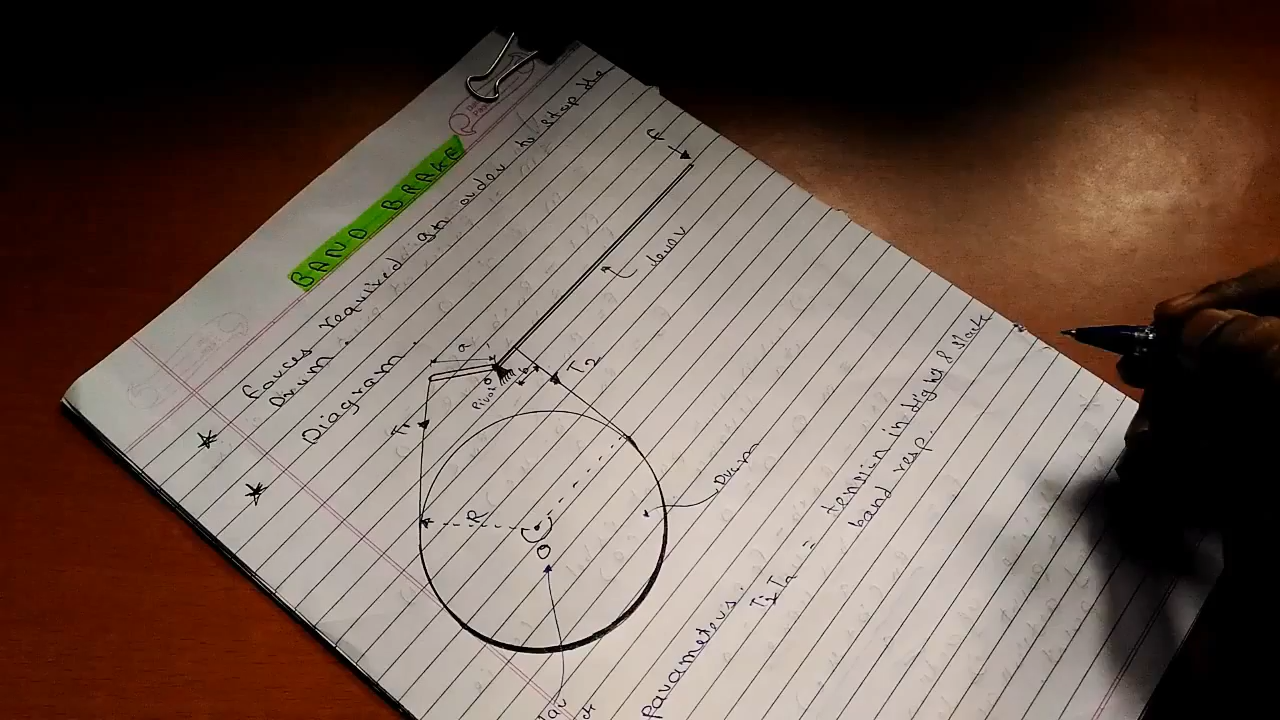 BAND BRAKE
forces required in order to stop the
Drum.
Diagram.
F
lever
a
Pivot
b
T1
T2
R
θ
Drum
Parameters.
T1, T2 = tension in tight & slack
band resp.